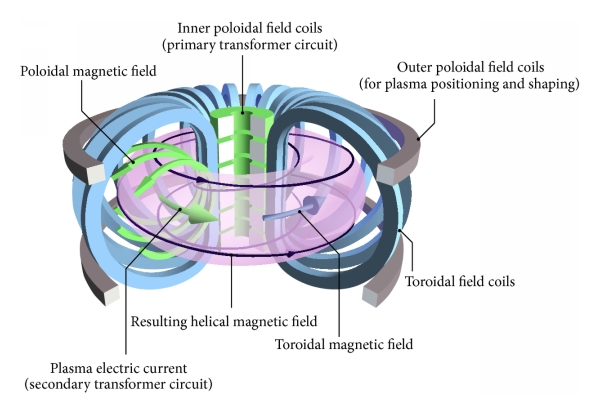 Inner poloidal field coils
(primary transformer circuit)
Poloidal magnetic field
Outer poloidal field coils
(for plasma positioning and shaping)
Toroidal field coils
Resulting helical magnetic field
Toroidal magnetic field
Plasma electric current
(secondary transformer circuit)